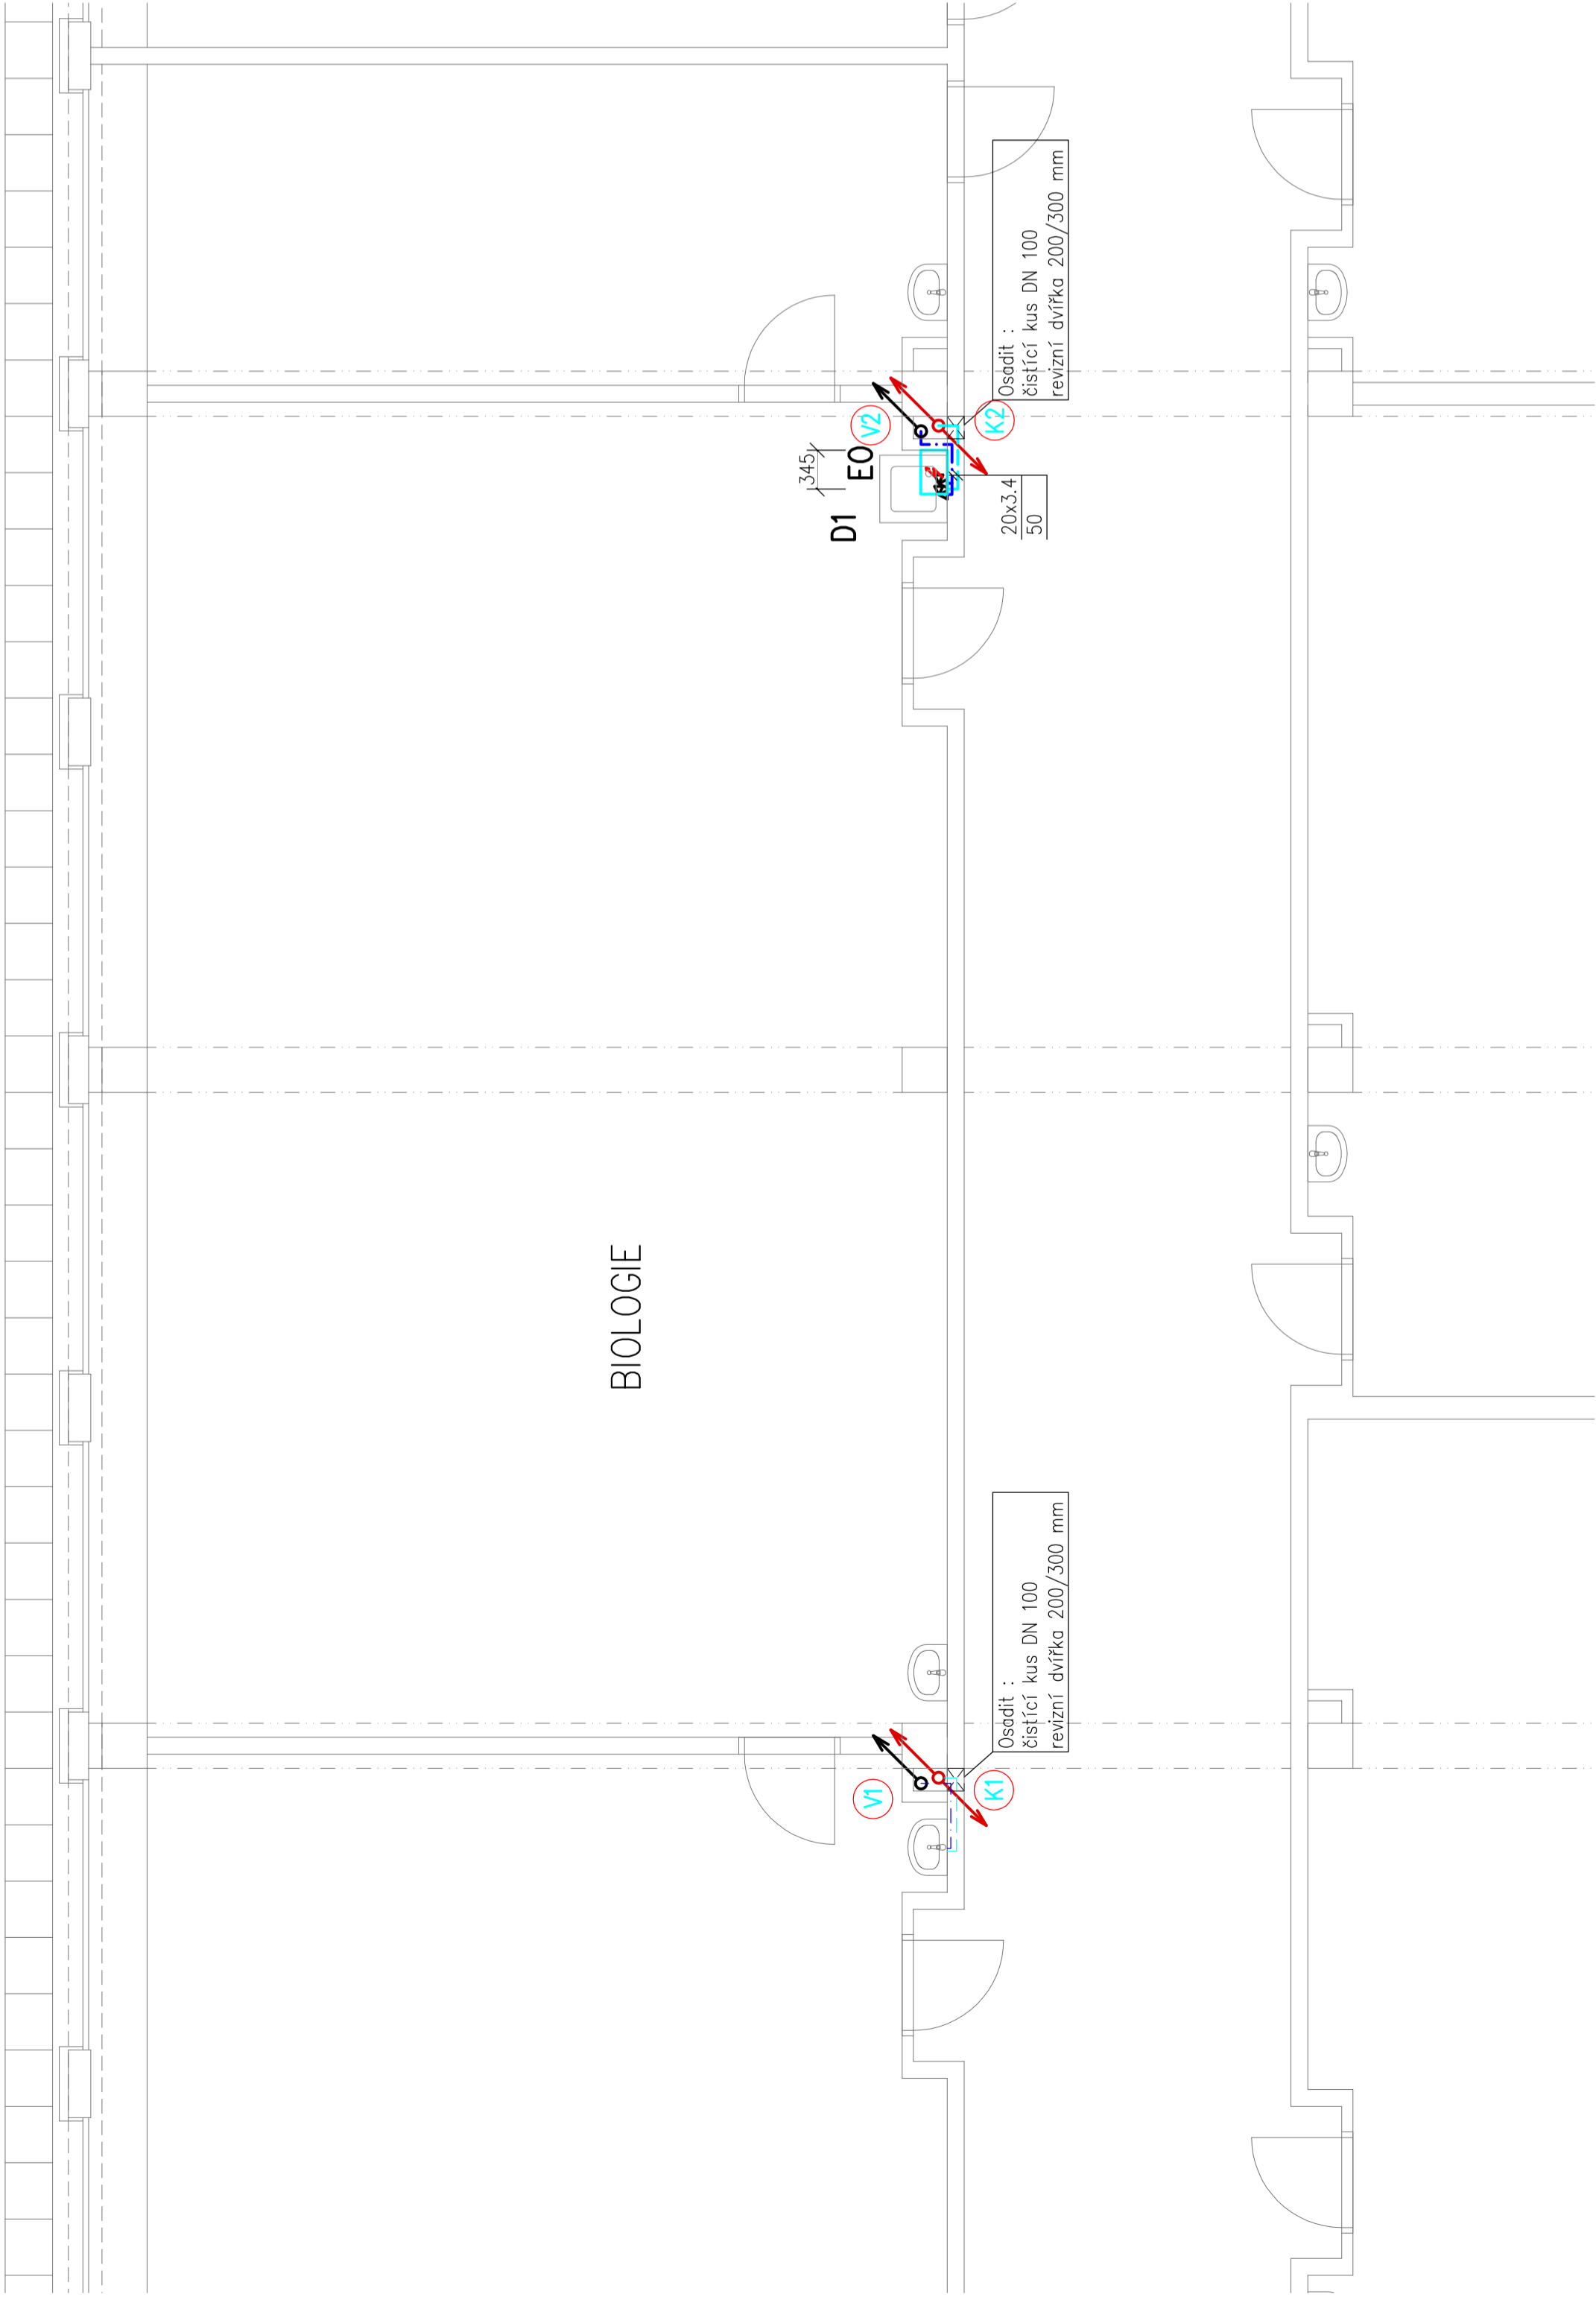 BIOLOGIE
V1
K1
Osadit :
čistící kus DN 100
revizní dvířka 200/300 mm
D1
EO
345
V2
K2
20x3.4
50
Osadit :
čistící kus DN 100
revizní dvířka 200/300 mm